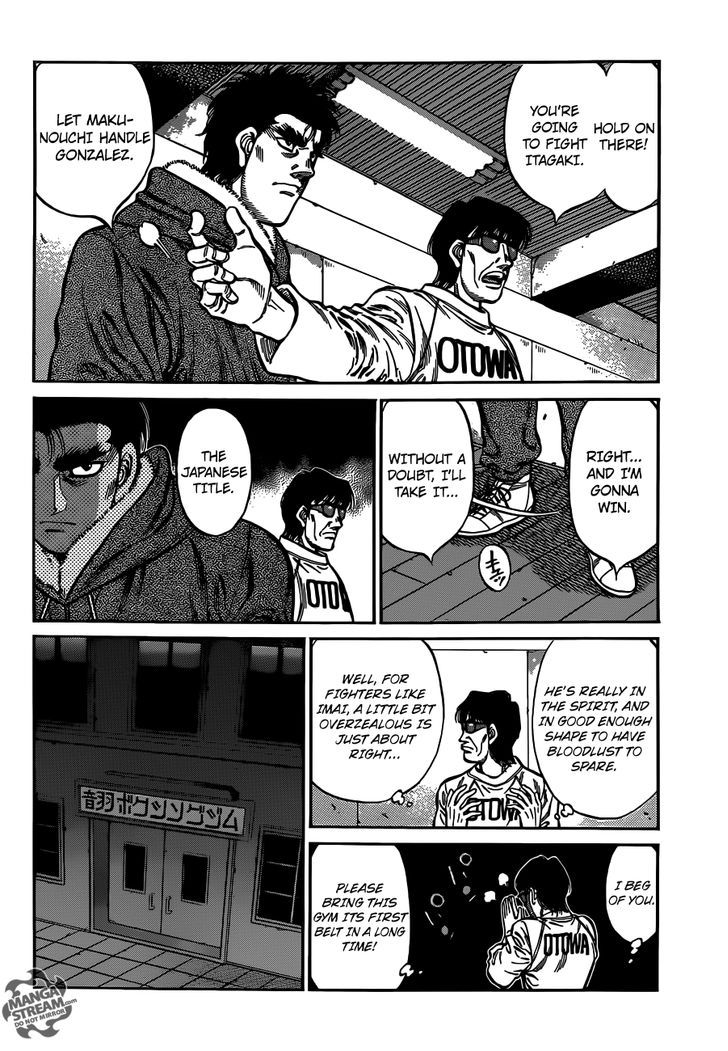 HOLD ON
THERE!
YOU'RE
GOING
TO FIGHT
ITAGAKI
LET MAKU-
NOUCHI HANDLE
GONZALEZ.
OTOWA
RIGHT...
...AND I'M
GONNA
WIN.
WITHOUT A
DOUBT, I'LL
TAKE IT...
THE
JAPANESE
TITLE.
OTOWA
HE'S REALLY IN
THE SPIRIT, AND
IN GOOD ENOUGH
SHAPE TO HAVE
BLOODLUST TO
SPARE.
WELL, FOR
FIGHTERS LIKE
IMAI, A LITTLE BIT
OVERZEALOUS IS
JUST ABOUT
RIGHT...
OTOWA
音羽ボクシングジム
I BEG
OF YOU.
PLEASE
BRING THIS
GYM ITS FIRST
BELT IN A LONG
TIME!
OTOWA
MANGA
STREAM.com
DO NOT MIRROR!